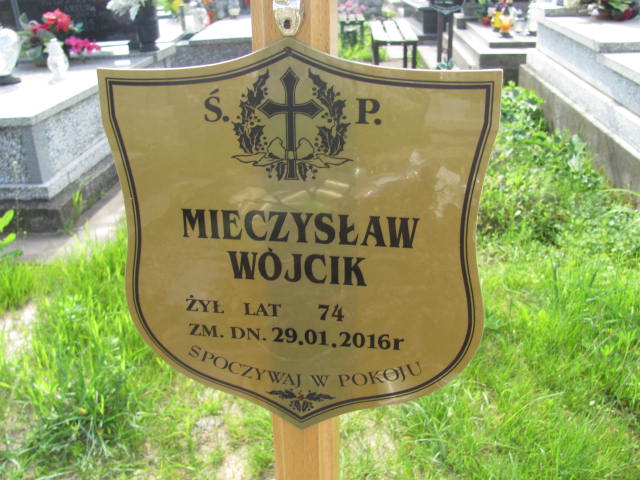 Ś. P.
MIECZYSŁAW
WÓJCIK
ŻYŁ LAT 74
ZM. DN. 29.01.2016r
SPOCZYWAJ W POKOJU